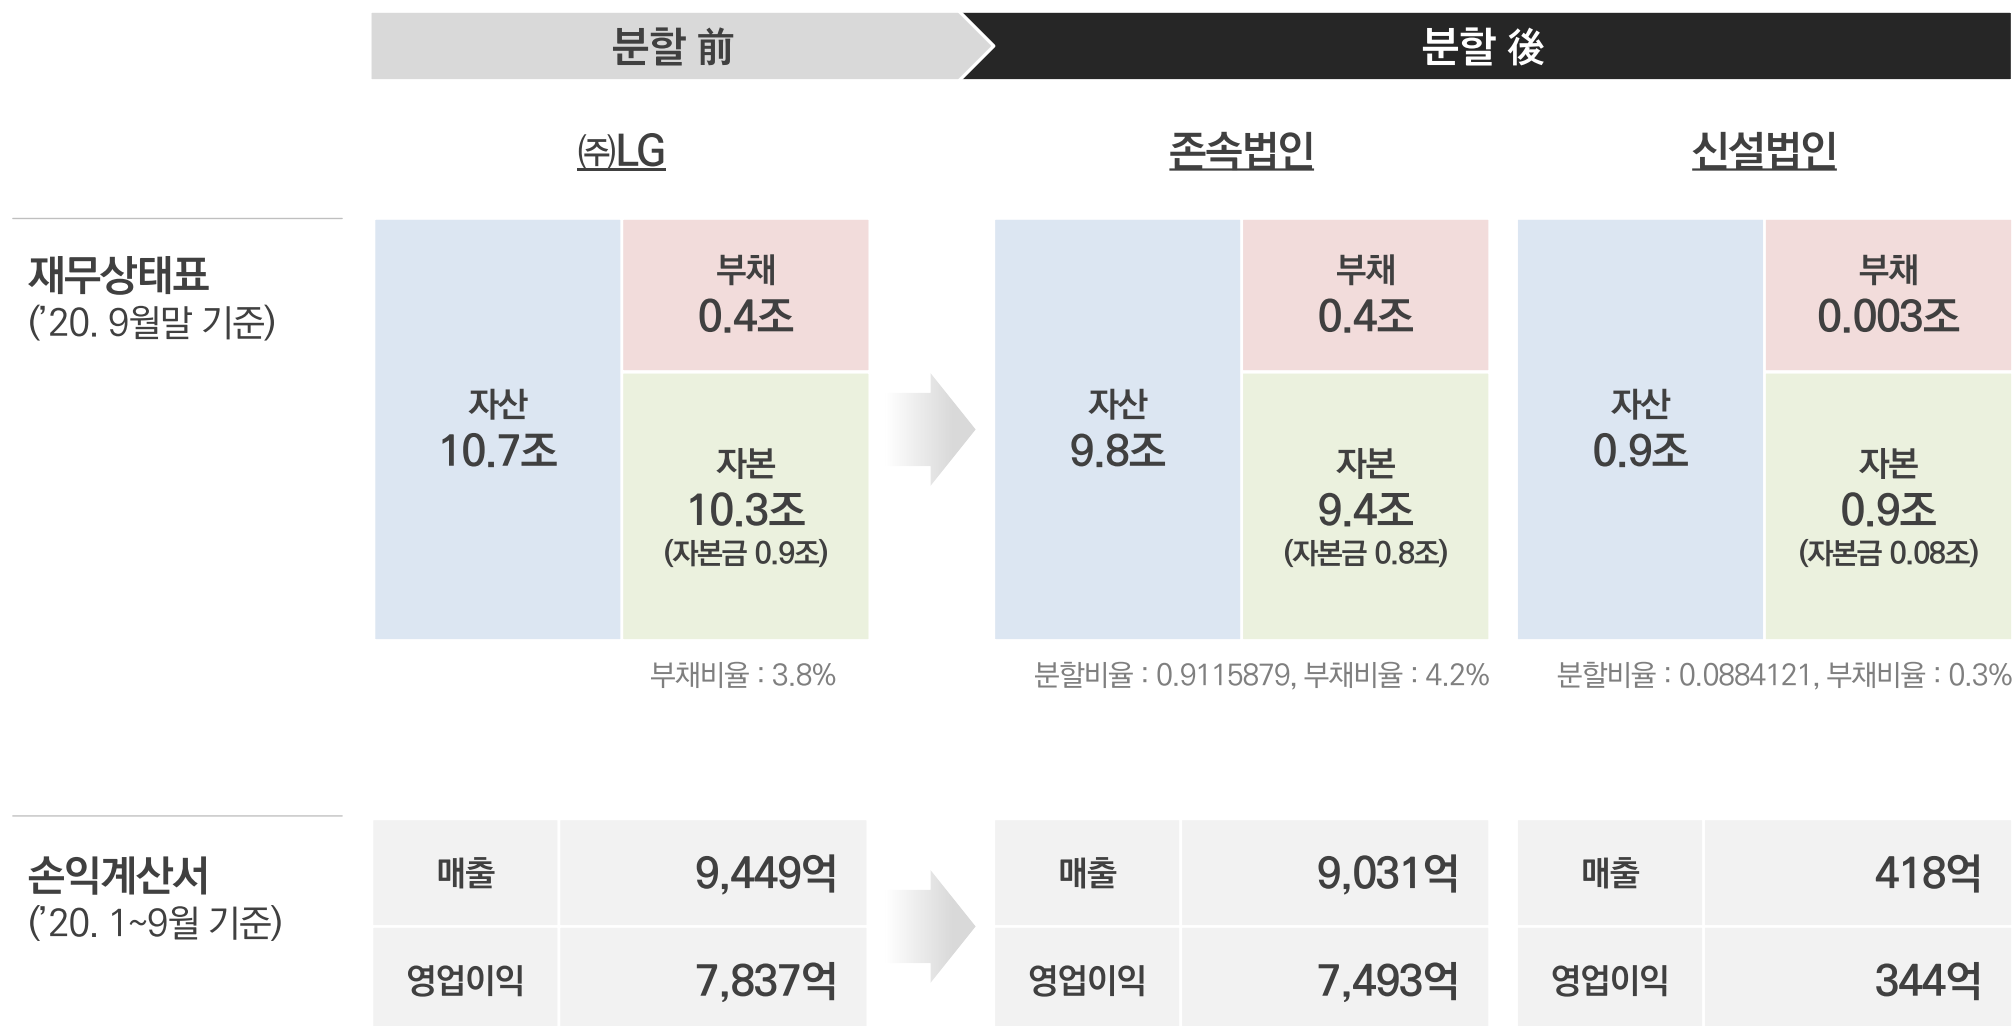 분할 前
분할 後
㈜LG
존속법인
신설법인
재무상태표
(’20. 9월말 기준)
자산
10.7조
부채
0.4조
자본
10.3조
(자본금 0.9조)
부채비율 : 3.8%
자산
9.8조
부채
0.4조
자본
9.4조
(자본금 0.8조)
분할비율 : 0.9115879, 부채비율 : 4.2%
자산
0.9조
부채
0.003조
자본
0.9조
(자본금 0.08조)
분할비율 : 0.0884121, 부채비율 : 0.3%
손익계산서
(’20. 1~9월 기준)
매출 9,449억
영업이익 7,837억
매출 9,031억
영업이익 7,493억
매출 418억
영업이익 344억